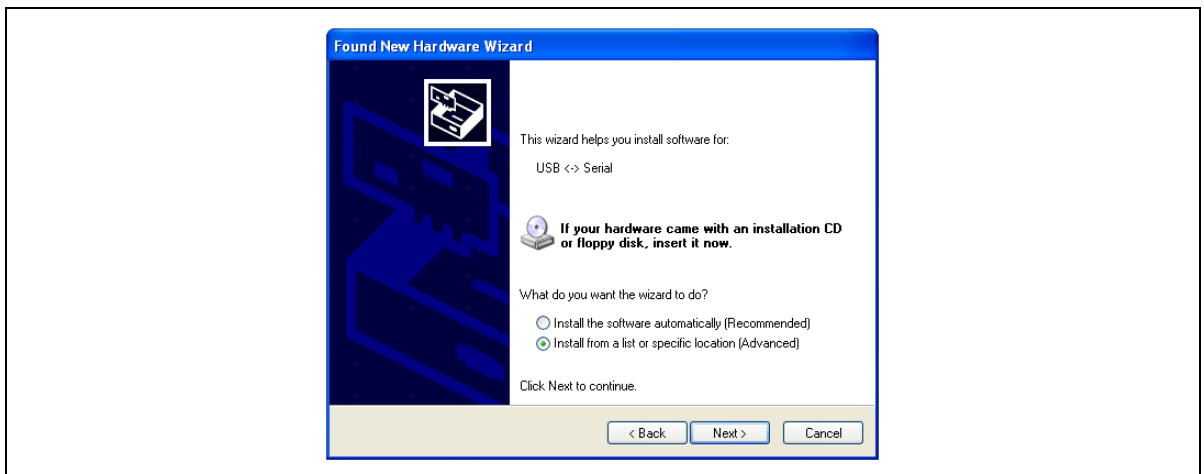 Found New Hardware Wizard
This wizard helps you install software for:
USB <-> Serial
If your hardware came with an installation CD
or floppy disk, insert it now.
What do you want the wizard to do?
Install the software automatically (Recommended)
Install from a list or specific location (Advanced)
Click Next to continue.
< Back Next > Cancel